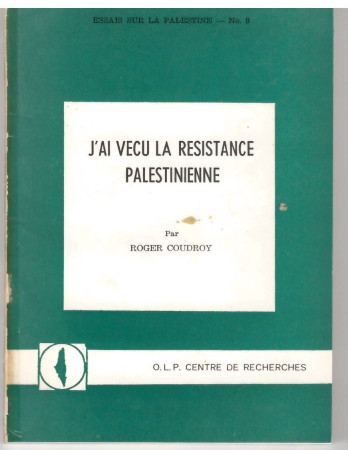 ESSAIS SUR LA PALESTINE — No. 8
J'AI VECU LA RESISTANCE
PALESTINIENNE
Par
ROGER COUDROY
O.L.P. CENTRE DE RECHERCHES